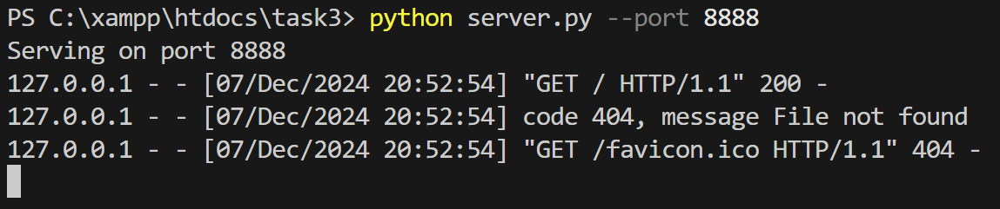 PS C:\xampp\htdocs\task3> python server.py --port 8888
Serving on port 8888
127.0.0.1 - - [07/Dec/2024 20:52:54] "GET / HTTP/1.1" 200 -
127.0.0.1 - - [07/Dec/2024 20:52:54] code 404, message File not found
127.0.0.1 - - [07/Dec/2024 20:52:54] "GET /favicon.ico HTTP/1.1" 404 -